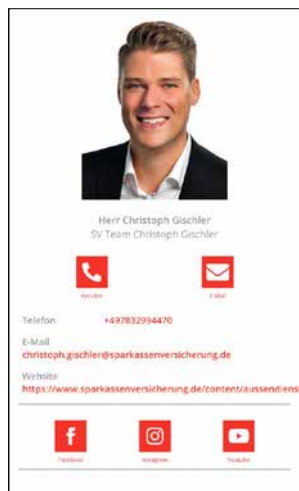 Herr Christoph Gischler
SV Team Christoph Gischler
Anrufen E-Mail
Telefon +497832994470
E-Mail
christoph.gischler@sparkassenversicherung.de
Website
https://www.sparkassenversicherung.de/content/aussendiens
Facebook Instagram Youtube